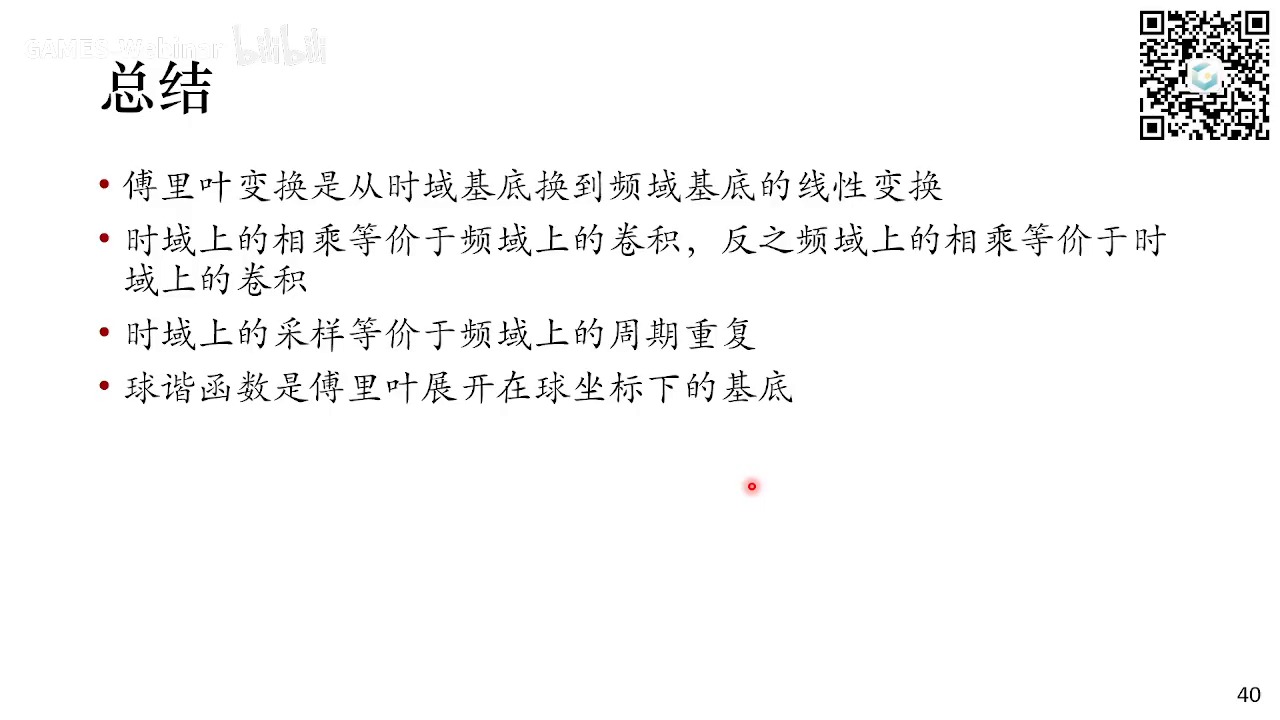 GAMES-Webinar bilibili
总结
• 傅里叶变换是从时域基底换到频域基底的线性变换
• 时域上的相乘等价于频域上的卷积，反之频域上的相乘等价于时
域上的卷积
• 时域上的采样等价于频域上的周期重复
• 球谐函数是傅里叶展开在球坐标下的基底
40